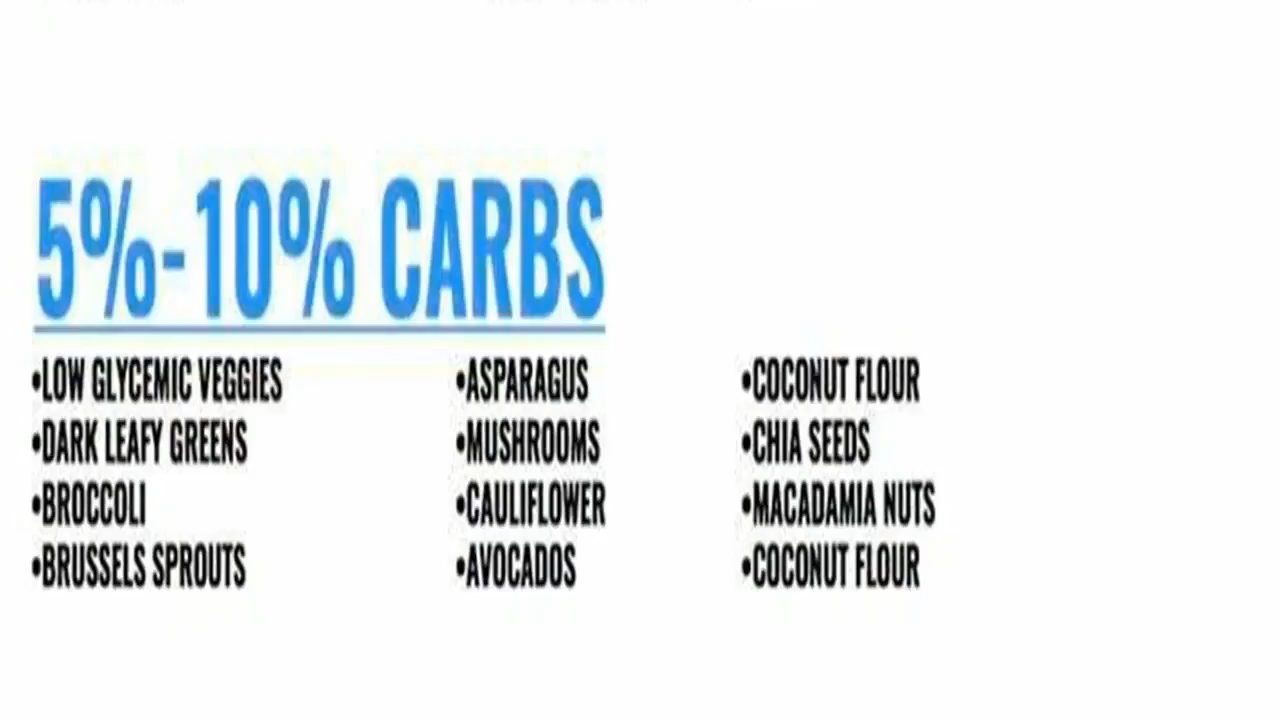 5%-10% CARBS
•LOW GLYCEMIC VEGGIES
•DARK LEAFY GREENS
•BROCCOLI
•BRUSSELS SPROUTS
•ASPARAGUS
•MUSHROOMS
•CAULIFLOWER
•AVOCADOS
•COCONUT FLOUR
•CHIA SEEDS
•MACADAMIA NUTS
•COCONUT FLOUR